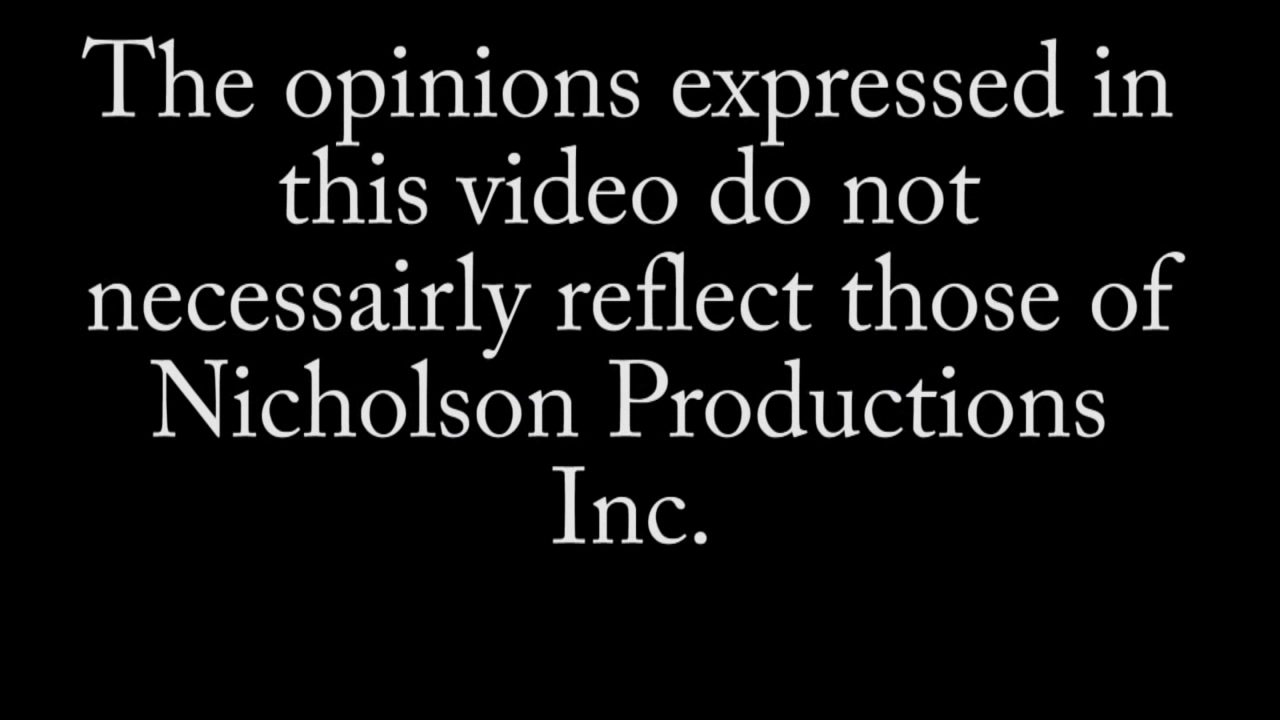 The opinions expressed in
this video do not
necessairly reflect those of
Nicholson Productions
Inc.